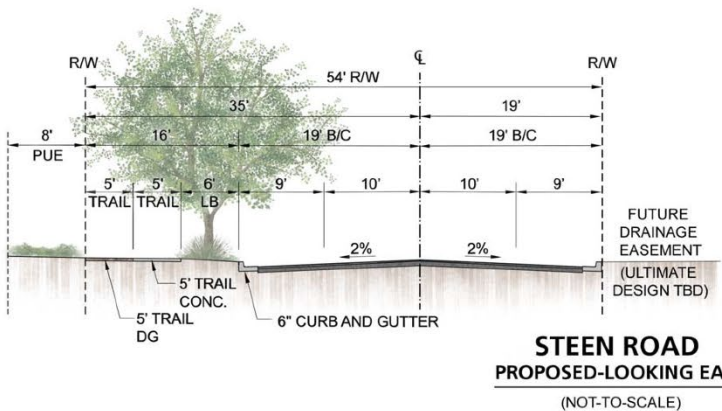 R/W
℄
R/W
54' R/W
35'
19'
8'
PUE
16'
19' B/C
19' B/C
5'
TRAIL
5'
TRAIL
6'
LB
9'
10'
10'
9'
2%
2%
FUTURE
DRAINAGE
EASEMENT
(ULTIMATE
DESIGN TBD)
5' TRAIL
CONC.
5' TRAIL
DG
6" CURB AND GUTTER
STEEN ROAD
PROPOSED-LOOKING EA
(NOT-TO-SCALE)